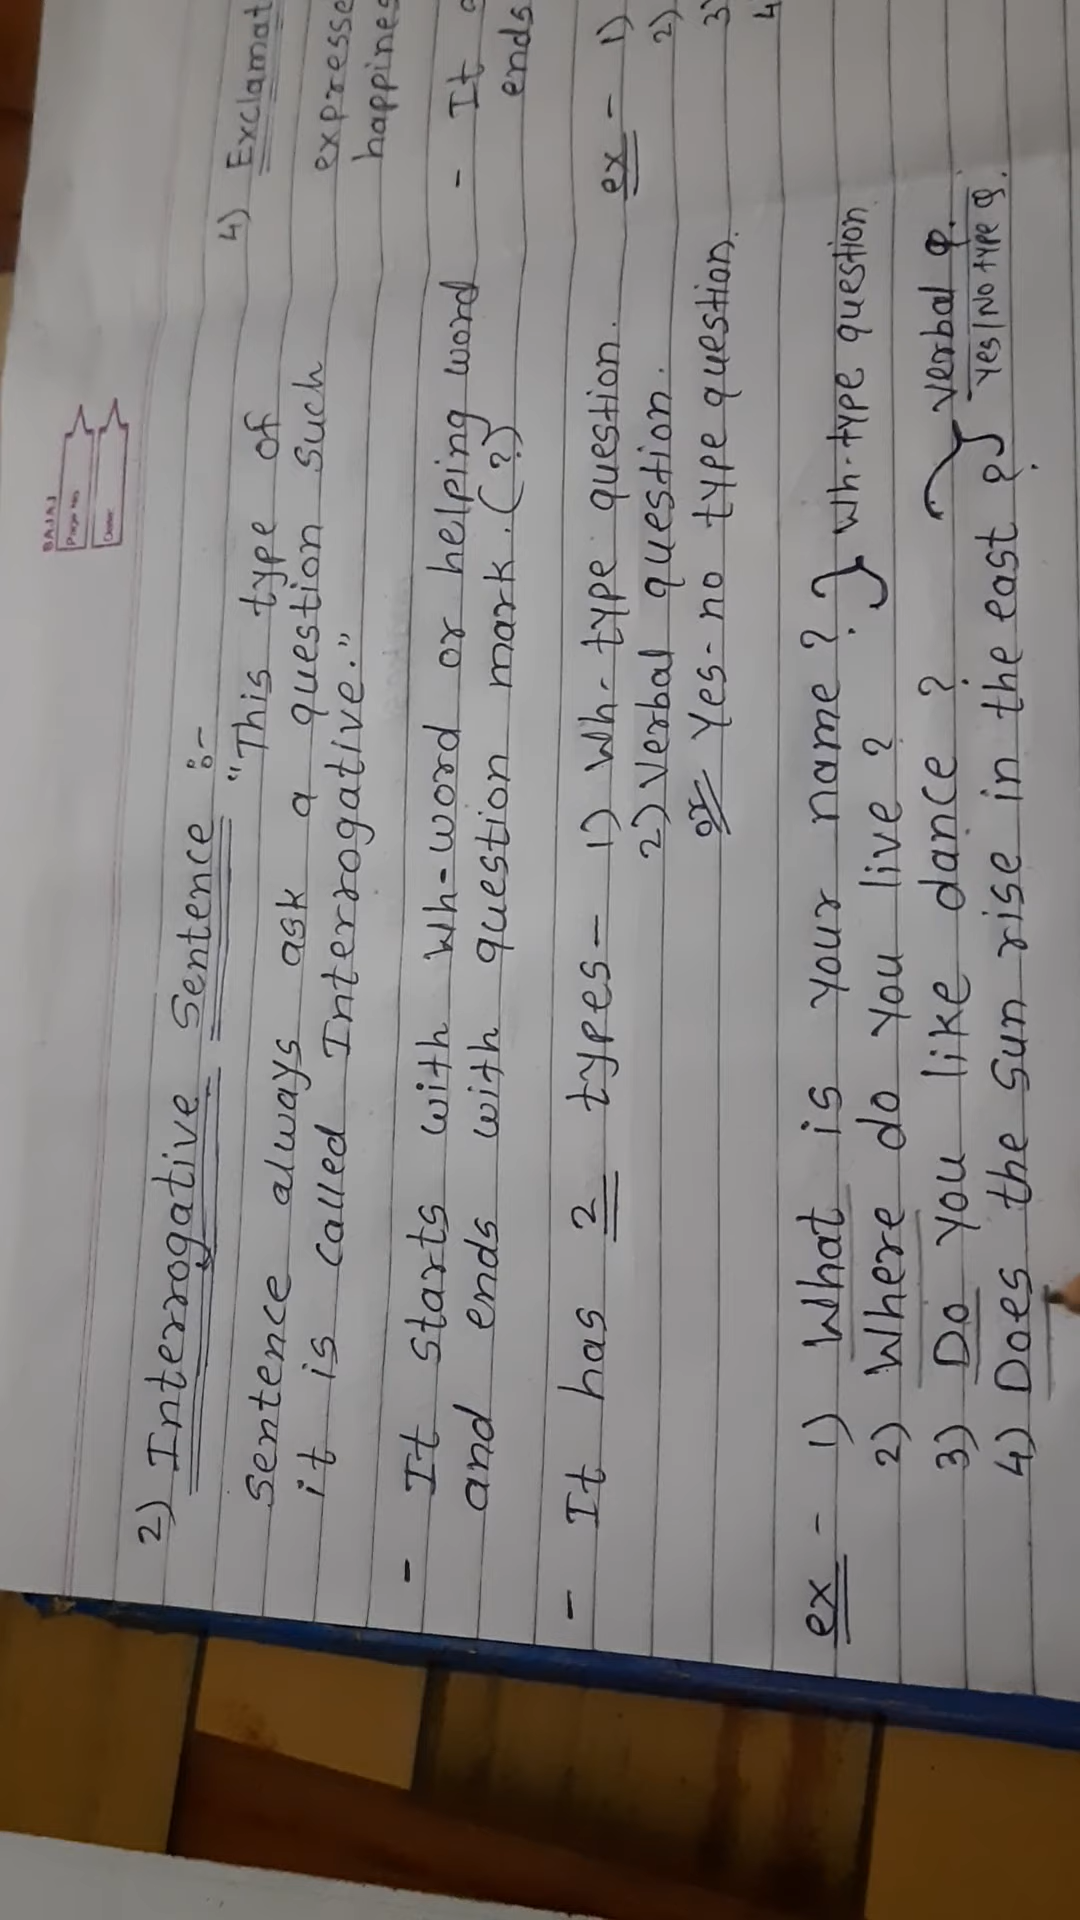 BAJAJ
Page No.
Date:
2) Interrogative Sentence :-
"This type of
Sentence always ask a question such
it is called Interrogative."
- It starts with Wh-word or helping word
and ends with question mark.(?)
- It has 2 types- 1) Wh-type question.
2) Verbal question.
or Yes-no type question.
ex - 1) What is your name? } Wh-type question
2) Where do you live ?
3) Do you like dance ? } verbal Q.
4) Does the sun rise in the east ? Yes/No type Q.
4) Exclamat
expresse
happines
- It
ends
ex - 1)
2)
3)
4